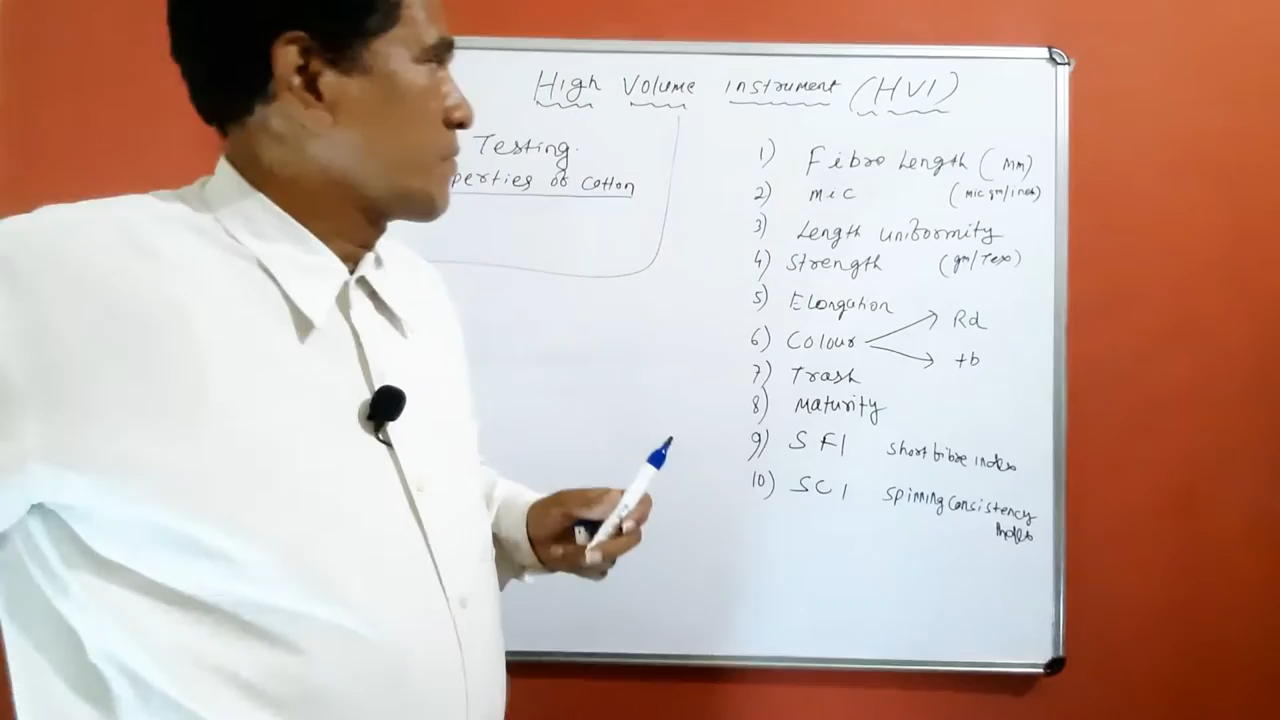 High Volume Instrument (HVI)
Testing.
perties of Cotton
1) Fibre Length (mm)
2) mic (mic gm/inch)
3) Length uniformity
4) Strength (gm/Tex)
5) Elongation
6) Colour Rd
+b
7) Trash
8) Maturity
9) SFI short fibre index
10) SCI spinning consistency
Index